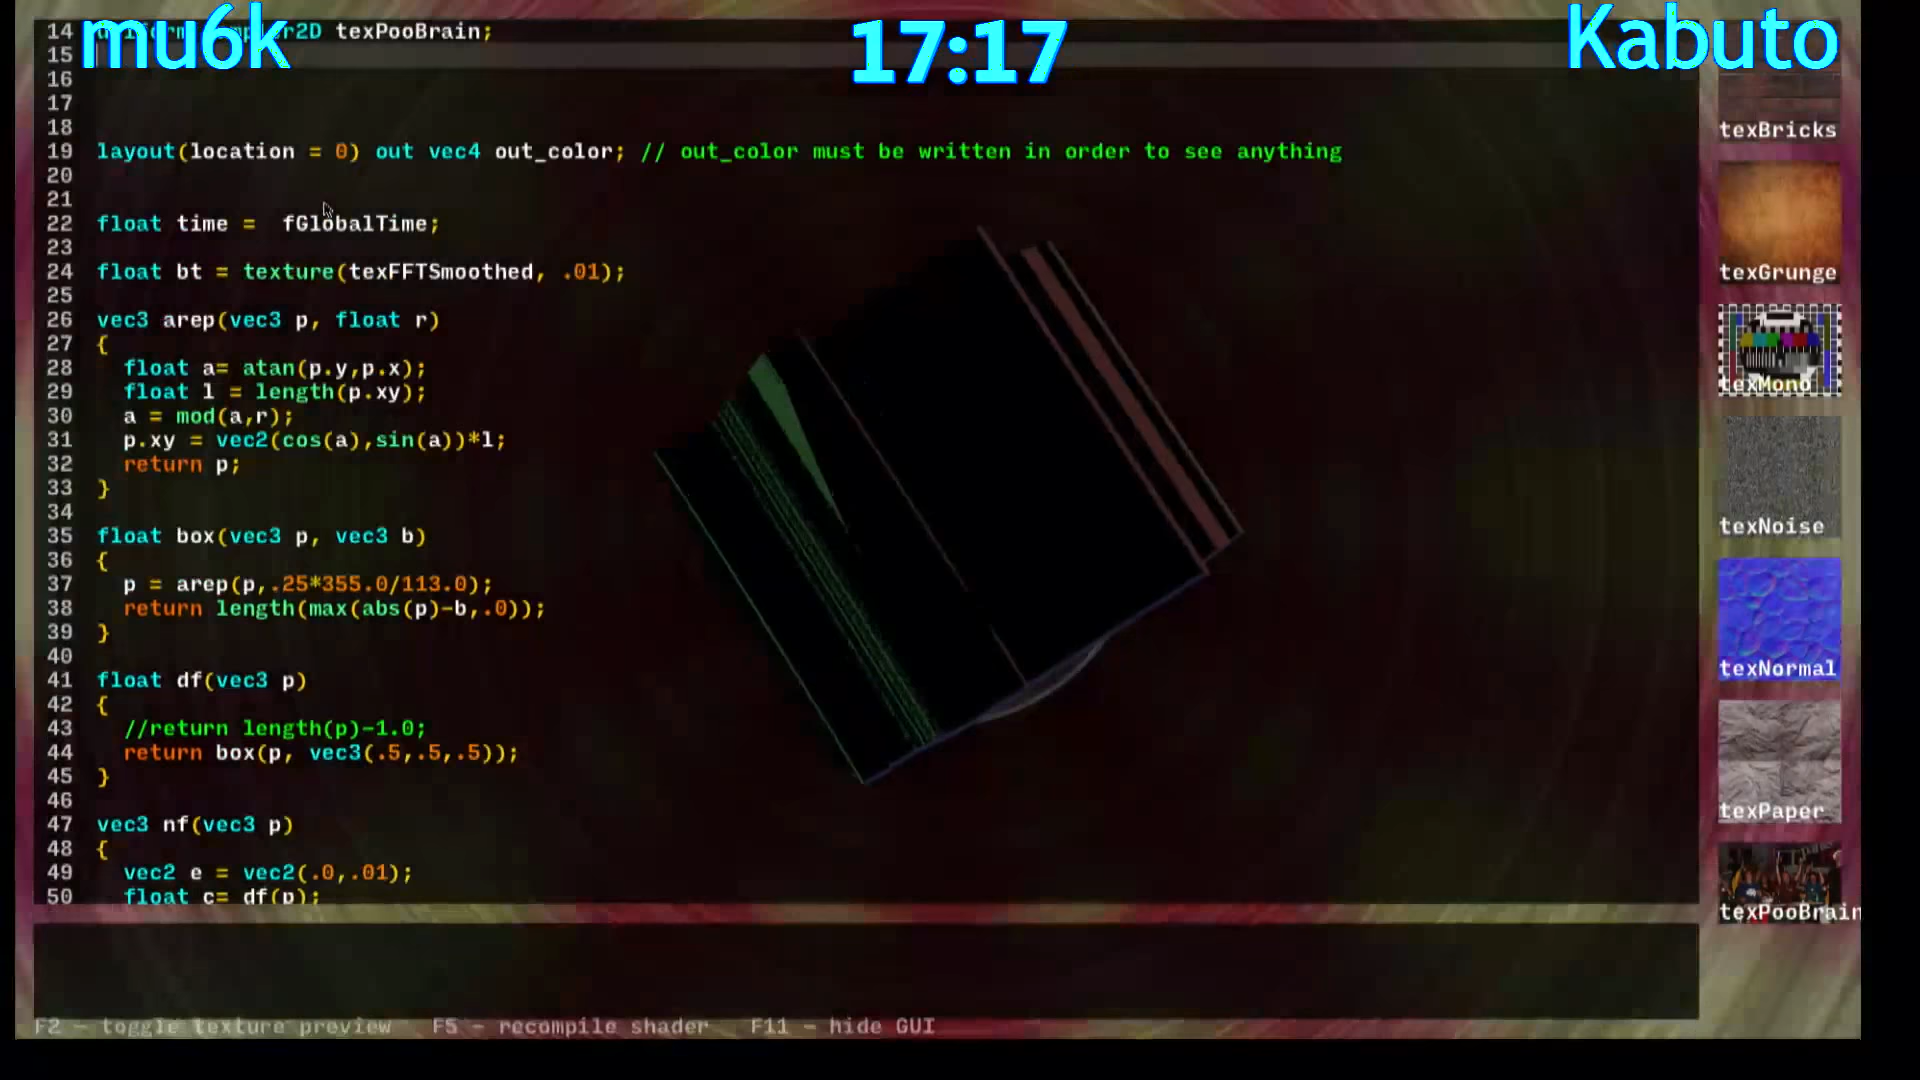 mu6k
17:17
Kabuto
14 uniform sampler2D texPooBrain;
15
16
17
18
19 layout(location = 0) out vec4 out_color; // out_color must be written in order to see anything
20
21
22 float time =  fGlobalTime;
23
24 float bt = texture(texFFTSmoothed, .01);
25
26 vec3 arep(vec3 p, float r)
27 {
28   float a= atan(p.y,p.x);
29   float l = length(p.xy);
30   a = mod(a,r);
31   p.xy = vec2(cos(a),sin(a))*l;
32   return p;
33 }
34
35 float box(vec3 p, vec3 b)
36 {
37   p = arep(p,.25*355.0/113.0);
38   return length(max(abs(p)-b,.0));
39 }
40
41 float df(vec3 p)
42 {
43   //return length(p)-1.0;
44   return box(p, vec3(.5,.5,.5));
45 }
46
47 vec3 nf(vec3 p)
48 {
49   vec2 e = vec2(.0,.01);
50   float c= df(p);
texBricks
texGrunge
texMono
texNoise
texNormal
texPaper
texPooBrain
F2 - toggle texture preview   F5 - recompile shader   F11 - hide GUI